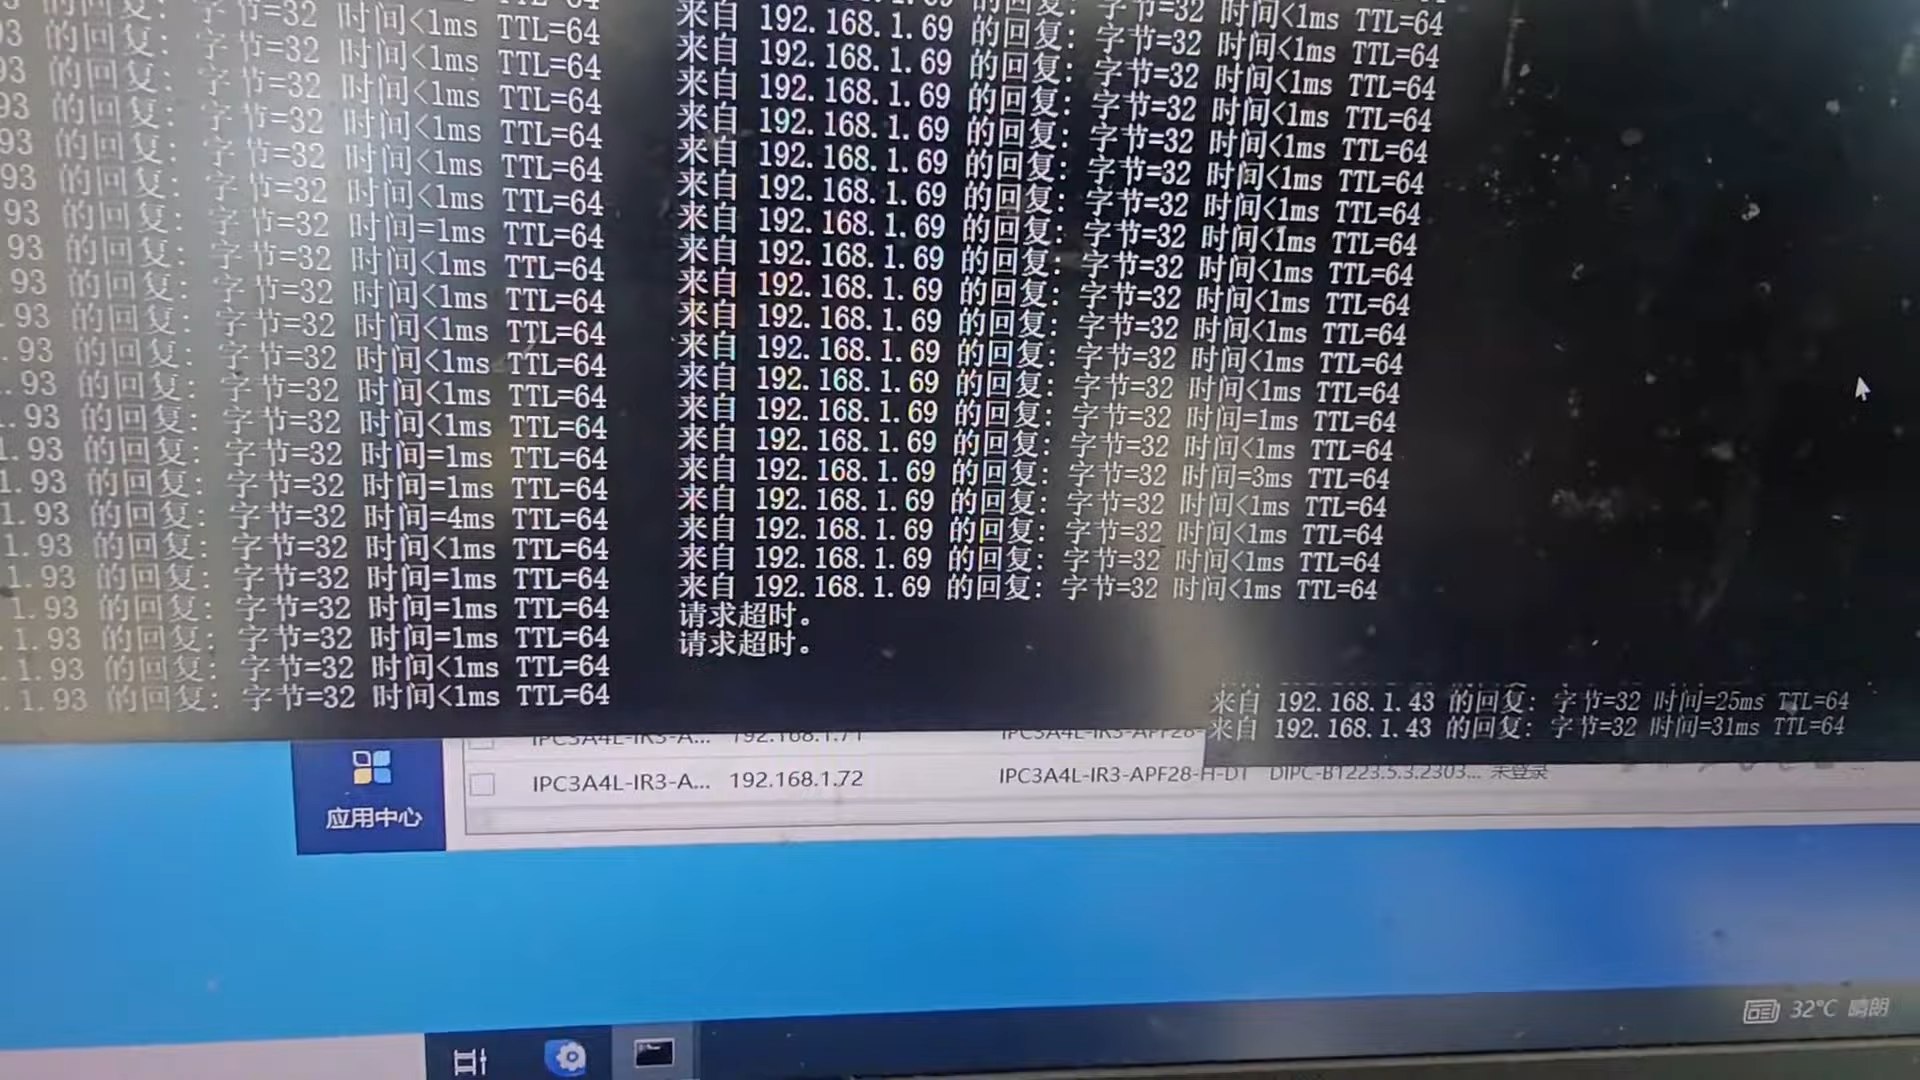 93 的回复: 字节=32 时间<1ms TTL=64
93 的回复: 字节=32 时间<1ms TTL=64
93 的回复: 字节=32 时间<1ms TTL=64
93 的回复: 字节=32 时间<1ms TTL=64
93 的回复: 字节=32 时间<1ms TTL=64
93 的回复: 字节=32 时间<1ms TTL=64
93 的回复: 字节=32 时间=1ms TTL=64
93 的回复: 字节=32 时间<1ms TTL=64
93 的回复: 字节=32 时间<1ms TTL=64
.93 的回复: 字节=32 时间<1ms TTL=64
.93 的回复: 字节=32 时间<1ms TTL=64
.93 的回复: 字节=32 时间<1ms TTL=64
.93 的回复: 字节=32 时间<1ms TTL=64
1.93 的回复: 字节=32 时间=1ms TTL=64
1.93 的回复: 字节=32 时间=1ms TTL=64
1.93 的回复: 字节=32 时间=4ms TTL=64
1.93 的回复: 字节=32 时间<1ms TTL=64
1.93 的回复: 字节=32 时间=1ms TTL=64
1.93 的回复: 字节=32 时间=1ms TTL=64
.1.93 的回复: 字节=32 时间=1ms TTL=64
.1.93 的回复: 字节=32 时间<1ms TTL=64
.1.93 的回复: 字节=32 时间<1ms TTL=64
来自 192.168.1.69 的回复: 字节=32 时间<1ms TTL=64
来自 192.168.1.69 的回复: 字节=32 时间<1ms TTL=64
来自 192.168.1.69 的回复: 字节=32 时间<1ms TTL=64
来自 192.168.1.69 的回复: 字节=32 时间<1ms TTL=64
来自 192.168.1.69 的回复: 字节=32 时间<1ms TTL=64
来自 192.168.1.69 的回复: 字节=32 时间<1ms TTL=64
来自 192.168.1.69 的回复: 字节=32 时间<1ms TTL=64
来自 192.168.1.69 的回复: 字节=32 时间<1ms TTL=64
来自 192.168.1.69 的回复: 字节=32 时间<1ms TTL=64
来自 192.168.1.69 的回复: 字节=32 时间<1ms TTL=64
来自 192.168.1.69 的回复: 字节=32 时间<1ms TTL=64
来自 192.168.1.69 的回复: 字节=32 时间<1ms TTL=64
来自 192.168.1.69 的回复: 字节=32 时间<1ms TTL=64
来自 192.168.1.69 的回复: 字节=32 时间=1ms TTL=64
来自 192.168.1.69 的回复: 字节=32 时间<1ms TTL=64
来自 192.168.1.69 的回复: 字节=32 时间=3ms TTL=64
来自 192.168.1.69 的回复: 字节=32 时间<1ms TTL=64
来自 192.168.1.69 的回复: 字节=32 时间<1ms TTL=64
来自 192.168.1.69 的回复: 字节=32 时间<1ms TTL=64
来自 192.168.1.69 的回复: 字节=32 时间<1ms TTL=64
请求超时。
请求超时。
来自 192.168.1.43 的回复: 字节=32 时间=25ms TTL=64
来自 192.168.1.43 的回复: 字节=32 时间=31ms TTL=64
IPC3A4L-IR3-A... 192.168.1.71 IPC3A4L-IR3-APF28-
IPC3A4L-IR3-A... 192.168.1.72 IPC3A4L-IR3-APF28-H-DT DIPC-B1223.5.3.2303... 未登录
应用中心
32°C 晴朗